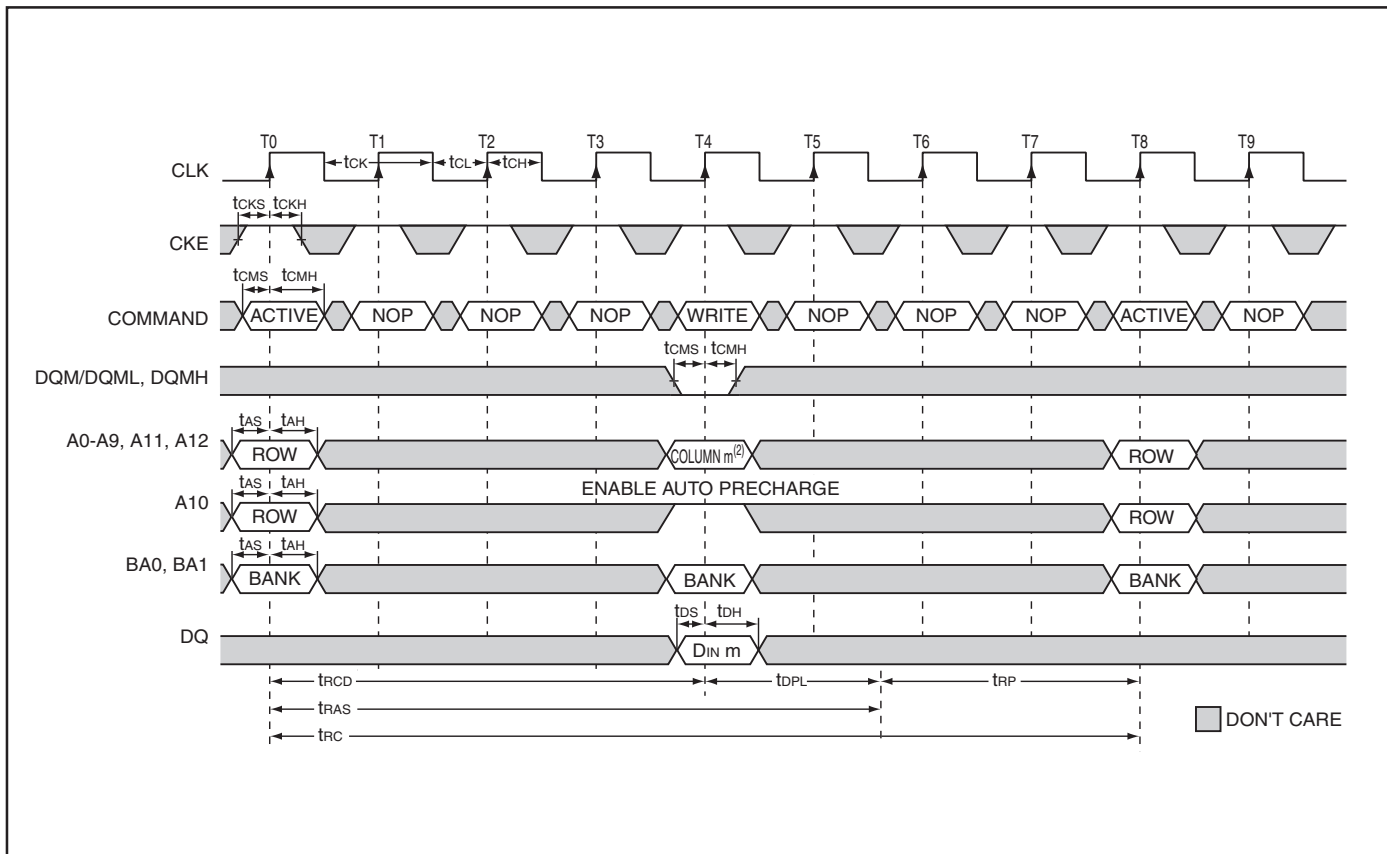 T0 T1 T2 T3 T4 T5 T6 T7 T8 T9
CLK tCK tCL tCH
tCKS tCKH
CKE
tCMS tCMH
COMMAND ACTIVE NOP NOP NOP WRITE NOP NOP NOP ACTIVE NOP
tCMS tCMH
DQM/DQML, DQMH
tAS tAH
A0-A9, A11, A12 ROW COLUMN m(2) ROW
tAS tAH ENABLE AUTO PRECHARGE
A10 ROW ROW
tAS tAH
BA0, BA1 BANK BANK BANK
tDS tDH
DQ DIN m
tRCD tDPL tRP
tRAS
DON'T CARE
tRC